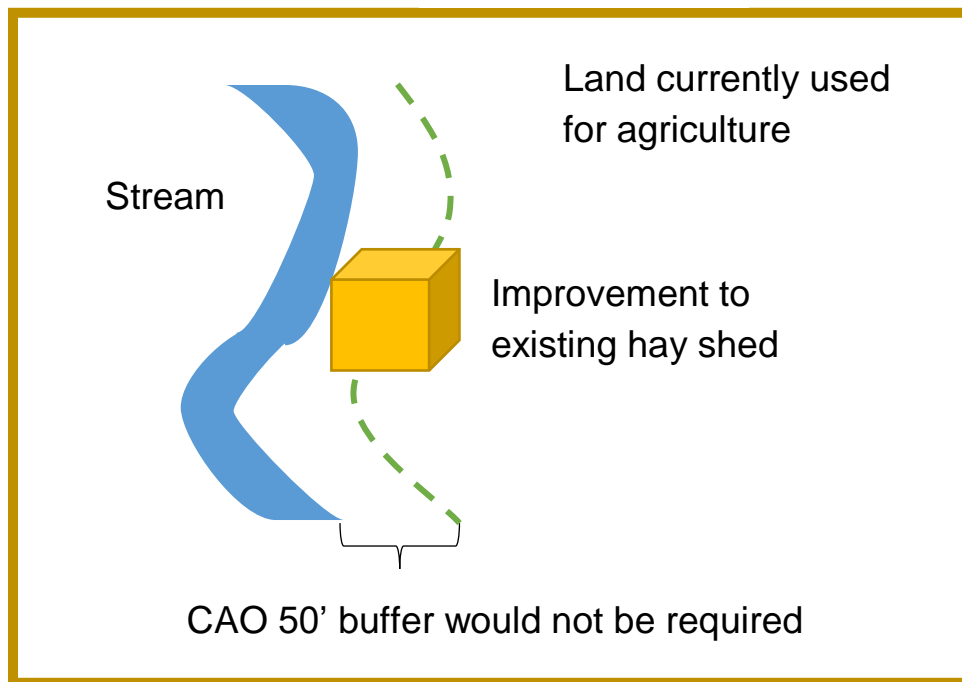 Land currently used
for agriculture
Stream
Improvement to
existing hay shed
CAO 50’ buffer would not be required